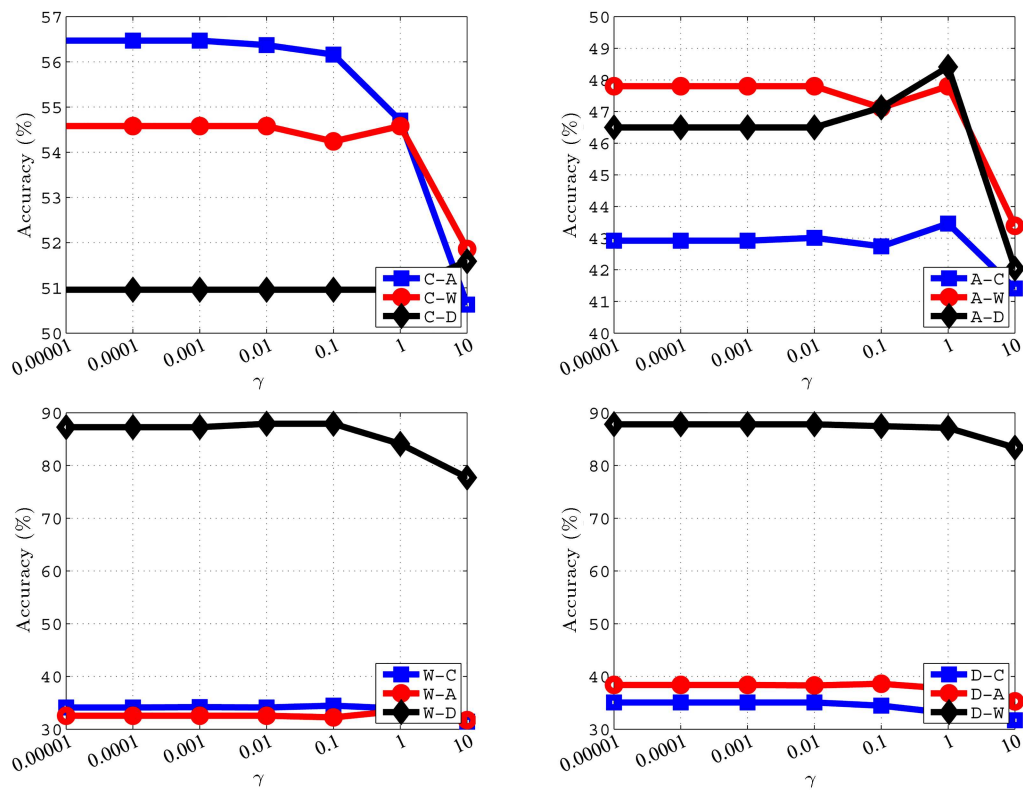 57
56
55
54
53
52
51
50
Accuracy (%)
C-A
C-W
C-D
0.00001 0.0001 0.001 0.01 0.1 1 10
γ
50
49
48
47
46
45
44
43
42
41
40
Accuracy (%)
A-C
A-W
A-D
0.00001 0.0001 0.001 0.01 0.1 1 10
γ
90
80
70
60
50
40
30
Accuracy (%)
W-C
W-A
W-D
0.00001 0.0001 0.001 0.01 0.1 1 10
γ
90
80
70
60
50
40
30
Accuracy (%)
D-C
D-A
D-W
0.00001 0.0001 0.001 0.01 0.1 1 10
γ